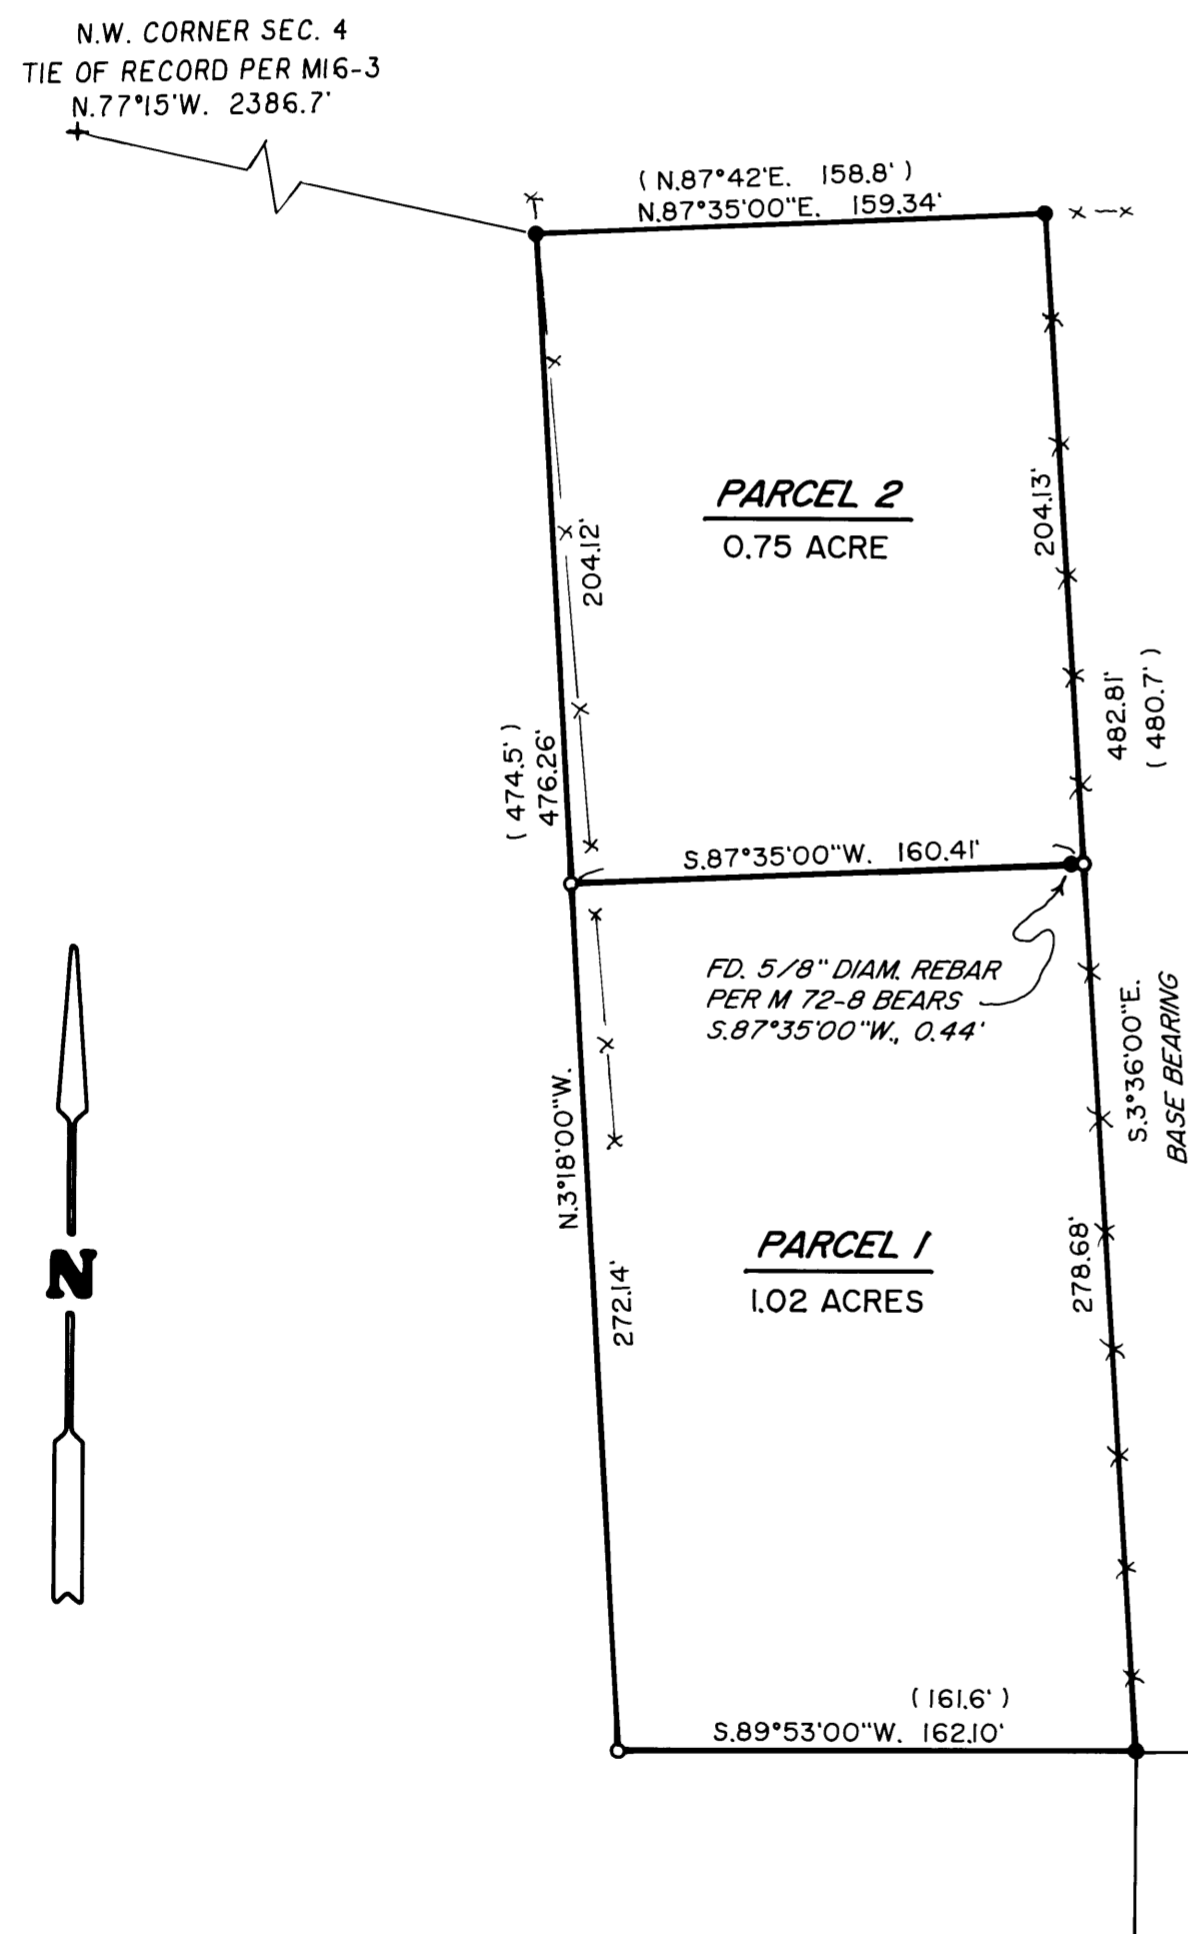 N.W. CORNER SEC. 4
TIE OF RECORD PER M16-3
N.77°15'W. 2386.7'
( N.87°42'E. 158.8' )
N.87°35'00"E. 159.34'
PARCEL 2
0.75 ACRE
204.12'
204.13'
( 474.5' )
476.26'
482.81'
( 480.7' )
S.87°35'00"W. 160.41'
FD. 5/8" DIAM. REBAR
PER M 72-8 BEARS
S.87°35'00"W., 0.44'
S.3°36'00"E.
BASE BEARING
N.3°18'00"W.
PARCEL 1
1.02 ACRES
272.14'
278.68'
N
( 161.6' )
S.89°53'00"W. 162.10'